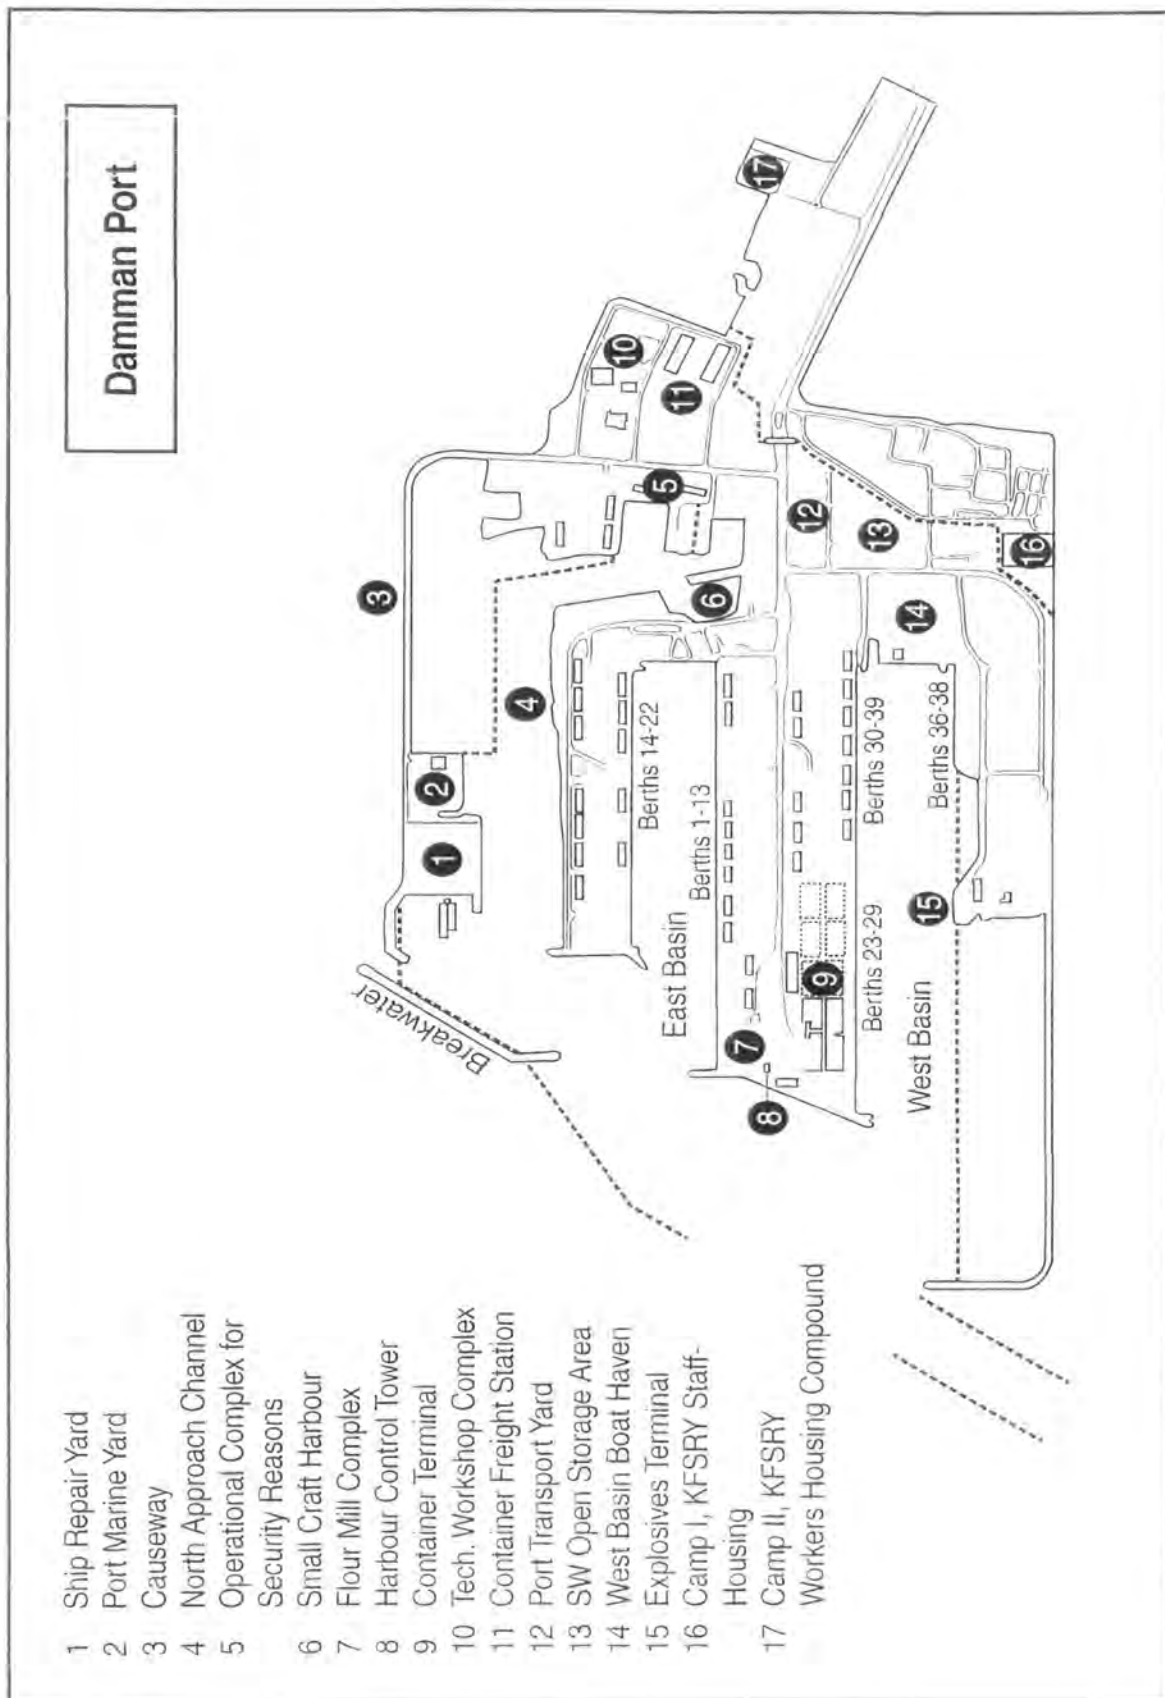 Damman Port
1 Ship Repair Yard
2 Port Marine Yard
3 Causeway
4 North Approach Channel
5 Operational Complex for
Security Reasons
6 Small Craft Harbour
7 Flour Mill Complex
8 Harbour Control Tower
9 Container Terminal
10 Tech. Workshop Complex
11 Container Freight Station
12 Port Transport Yard
13 SW Open Storage Area
14 West Basin Boat Haven
15 Explosives Terminal
16 Camp I, KFSRY Staff-
Housing
17 Camp II, KFSRY
Workers Housing Compound
Breakwater
East Basin
West Basin
Berths 14-22
Berths 1-13
Berths 23-29
Berths 30-39
Berths 36-38
1
2
3
4
5
6
7
8
9
10
11
12
13
14
15
16
17